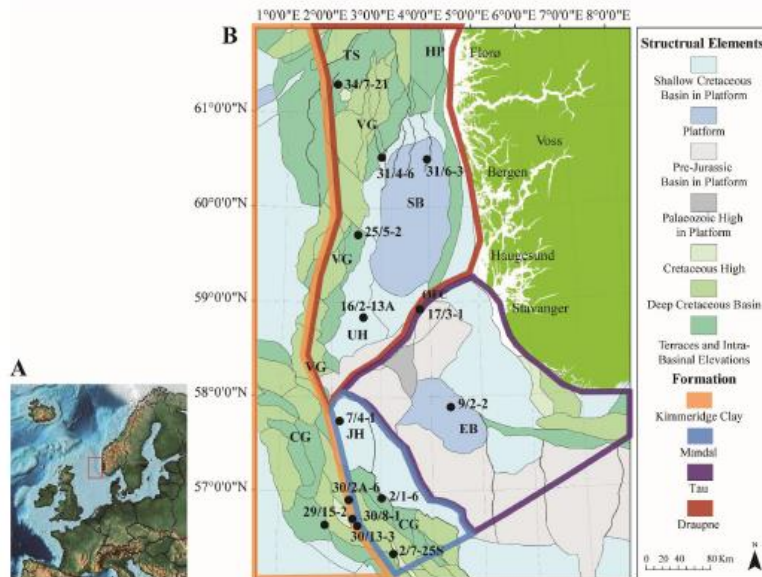 1°0'0"E 2°0'0"E 3°0'0"E 4°0'0"E 5°0'0"E 6°0'0"E 7°0'0"E 8°0'0"E
B
TS
HP
Florø
34/7-21
61°0'0"N
VG
Voss
31/4-6
31/6-3
Bergen
SB
60°0'0"N
25/5-2
VG
Haugesund
59°0'0"N
16/2-13A
17/3-1
Stavanger
UH
VG
58°0'0"N
9/2-2
7/4-1
EB
JH
CG
57°0'0"N
30/2A-6
2/1-6
29/15-2
30/8-1
CG
30/13-3
2/7-25S
A
Structrual Elements
Shallow Cretaceous
Basin in Platform
Platform
Pre-Jurassic
Basin in Platform
Palaeozoic High
in Platform
Cretaceous High
Deep Cretaceous Basin
Terraces and Intra-
Basinal Elevations
Formation
Kimmeridge Clay
Mandal
Tau
Draupne
0 20 40 80 Km
N